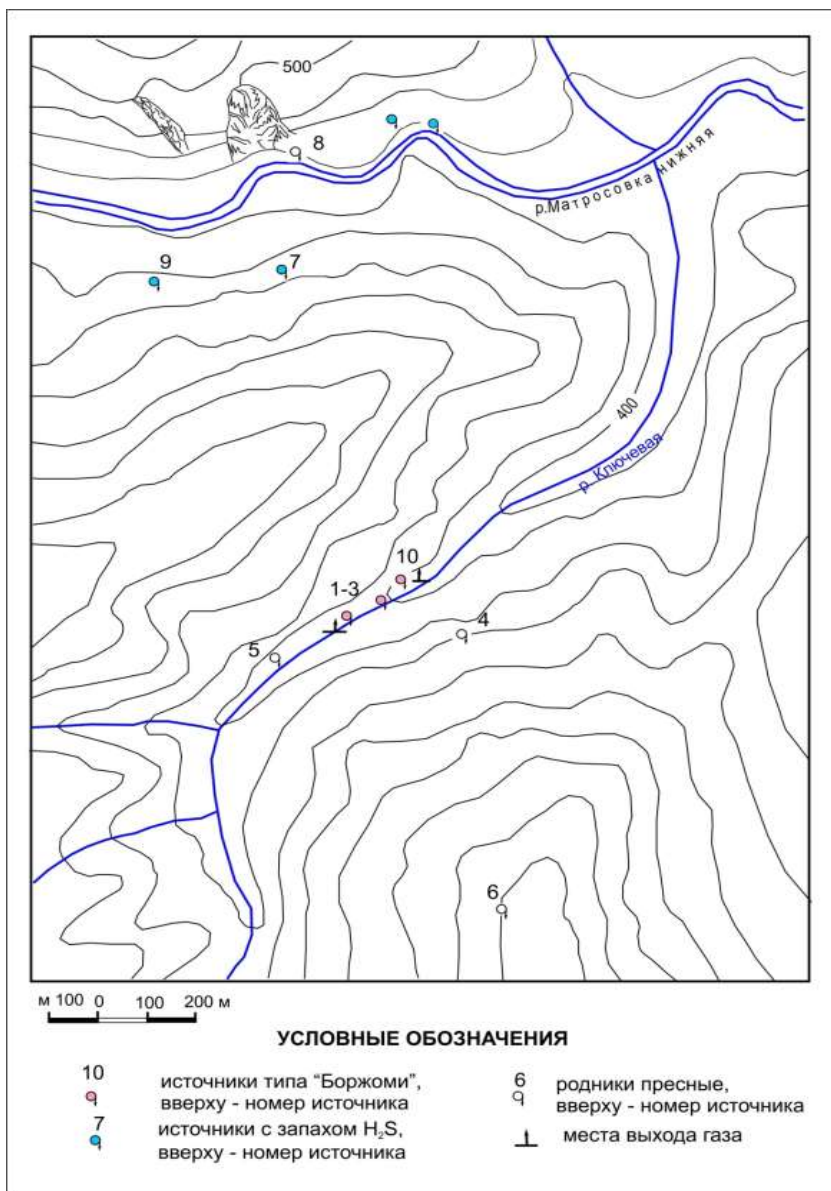 500
8
р.Матросовка нижняя
9
7
400
р. Ключевая
10
1-3
4
5
6
м 100 0 100 200 м
УСЛОВНЫЕ ОБОЗНАЧЕНИЯ
10
источники типа “Боржоми”,
вверху - номер источника
7
источники с запахом H₂S,
вверху - номер источника
6
родники пресные,
вверху - номер источника
места выхода газа